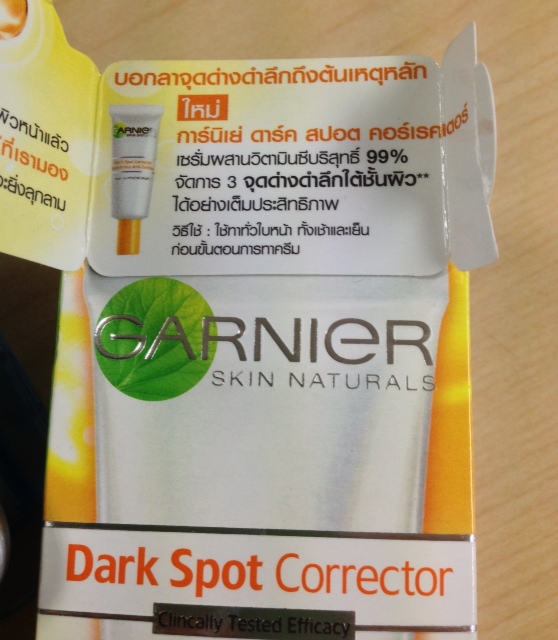 ผิวหน้าแล้ว
ที่เรามอง
จะยิ่งลุกลาม
บอกลาจุดด่างดำลึกถึงต้นเหตุหลัก
ใหม่
การ์นิเย่ ดาร์ค สปอต คอร์เรคเตอร์
เซรั่มผสานวิตามินซีบริสุทธิ์ 99%
จัดการ 3 จุดด่างดำลึกใต้ชั้นผิว**
ได้อย่างเต็มประสิทธิภาพ
วิธีใช้ : ใช้ทาทั่วใบหน้า ทั้งเช้าและเย็น
ก่อนขั้นตอนการทาครีม
GARNIER
GARNIER
SKIN NATURALS
Dark Spot Corrector
Clinically Tested Efficacy